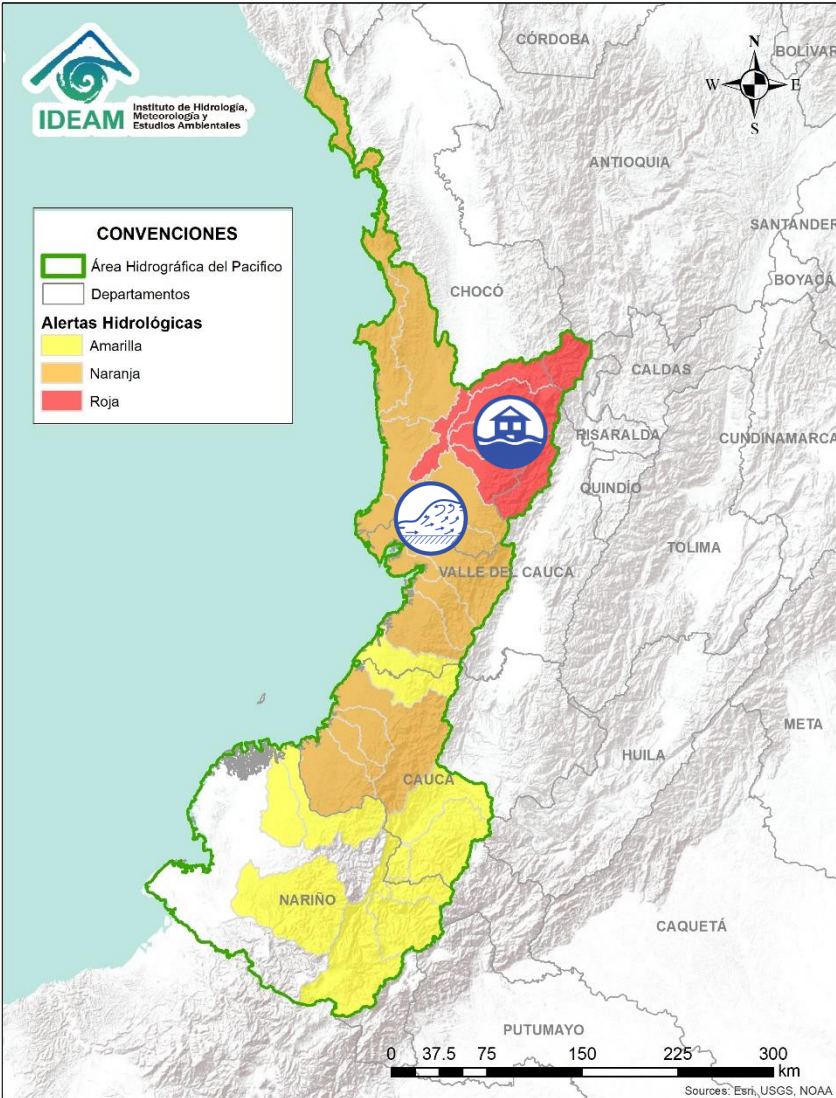 IDEAM
Instituto de Hidrología,
Meteorología y
Estudios Ambientales
N
W
E
S
CONVENCIONES
Área Hidrográfica del Pacifico
Departamentos
Alertas Hidrológicas
Amarilla
Naranja
Roja
CÓRDOBA
BOLÍVAR
ANTIOQUIA
SANTANDER
BOYACÁ
CHOCÓ
CALDAS
RISARALDA
CUNDINAMARCA
QUINDÍO
TOLIMA
VALLE DEL CAUCA
META
HUILA
CAUCA
NARIÑO
CAQUETÁ
PUTUMAYO
0 37.5 75 150 225 300
km
Sources: Esri, USGS, NOAA